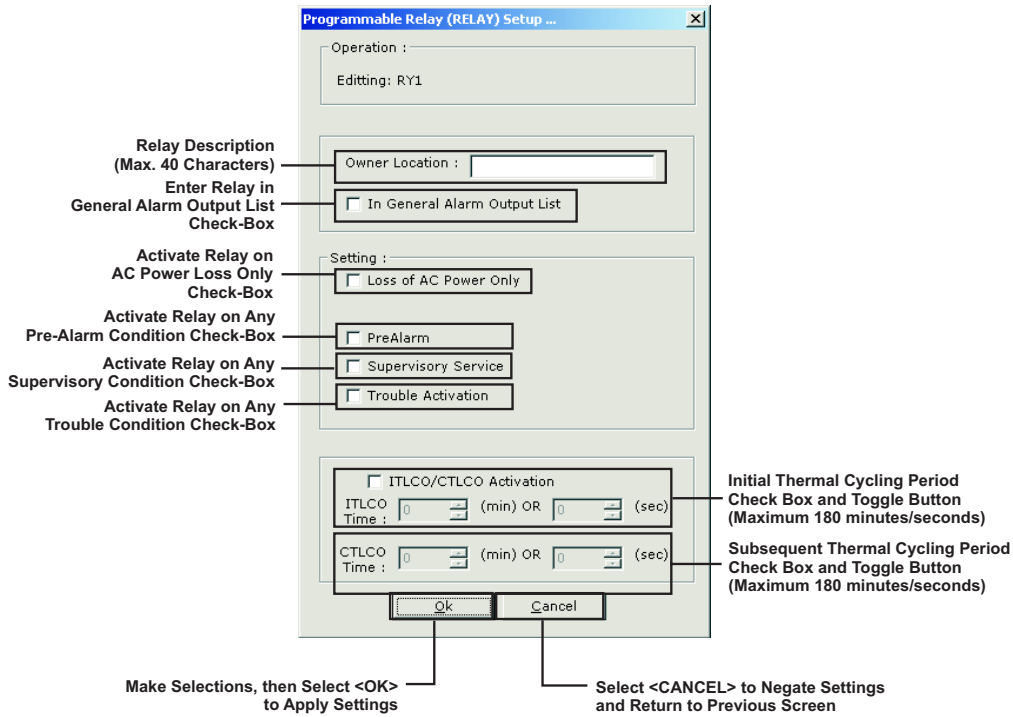 Programmable Relay (RELAY) Setup ...
Operation :
Editting: RY1
Relay Description
(Max. 40 Characters)
Owner Location :
Enter Relay in
General Alarm Output List
Check-Box
In General Alarm Output List
Setting :
Activate Relay on
AC Power Loss Only
Check-Box
Loss of AC Power Only
Activate Relay on Any
Pre-Alarm Condition Check-Box
PreAlarm
Activate Relay on Any
Supervisory Condition Check-Box
Supervisory Service
Activate Relay on Any
Trouble Condition Check-Box
Trouble Activation
ITLCO/CTLCO Activation
ITLCO
Time :
0 (min) OR 0 (sec)
Initial Thermal Cycling Period
Check Box and Toggle Button
(Maximum 180 minutes/seconds)
CTLCO
Time :
0 (min) OR 0 (sec)
Subsequent Thermal Cycling Period
Check Box and Toggle Button
(Maximum 180 minutes/seconds)
Ok
Cancel
Make Selections, then Select <OK>
to Apply Settings
Select <CANCEL> to Negate Settings
and Return to Previous Screen